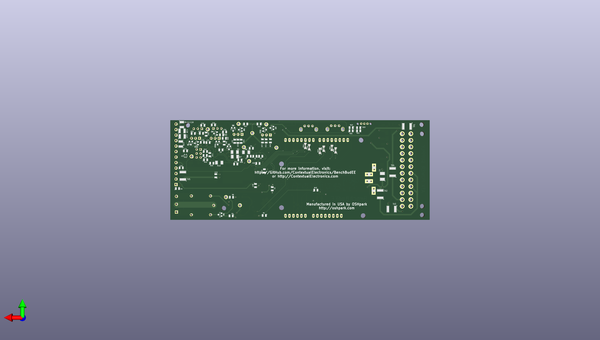 For more information, visit:
http://GitHub.com/ContextualElectronics/BenchBudEE
or http://ContextualElectronics.com
Manufactured in USA by OSHpark
http://oshpark.com